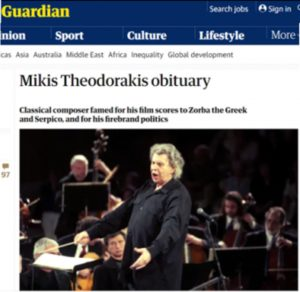 Guardian
Search jobs
Sign in
inion Sport Culture Lifestyle More
icas Asia Australia Middle East Africa Inequality Global development
Mikis Theodorakis obituary
Classical composer famed for his film scores to Zorba the Greek
and Serpico, and for his firebrand politics
97